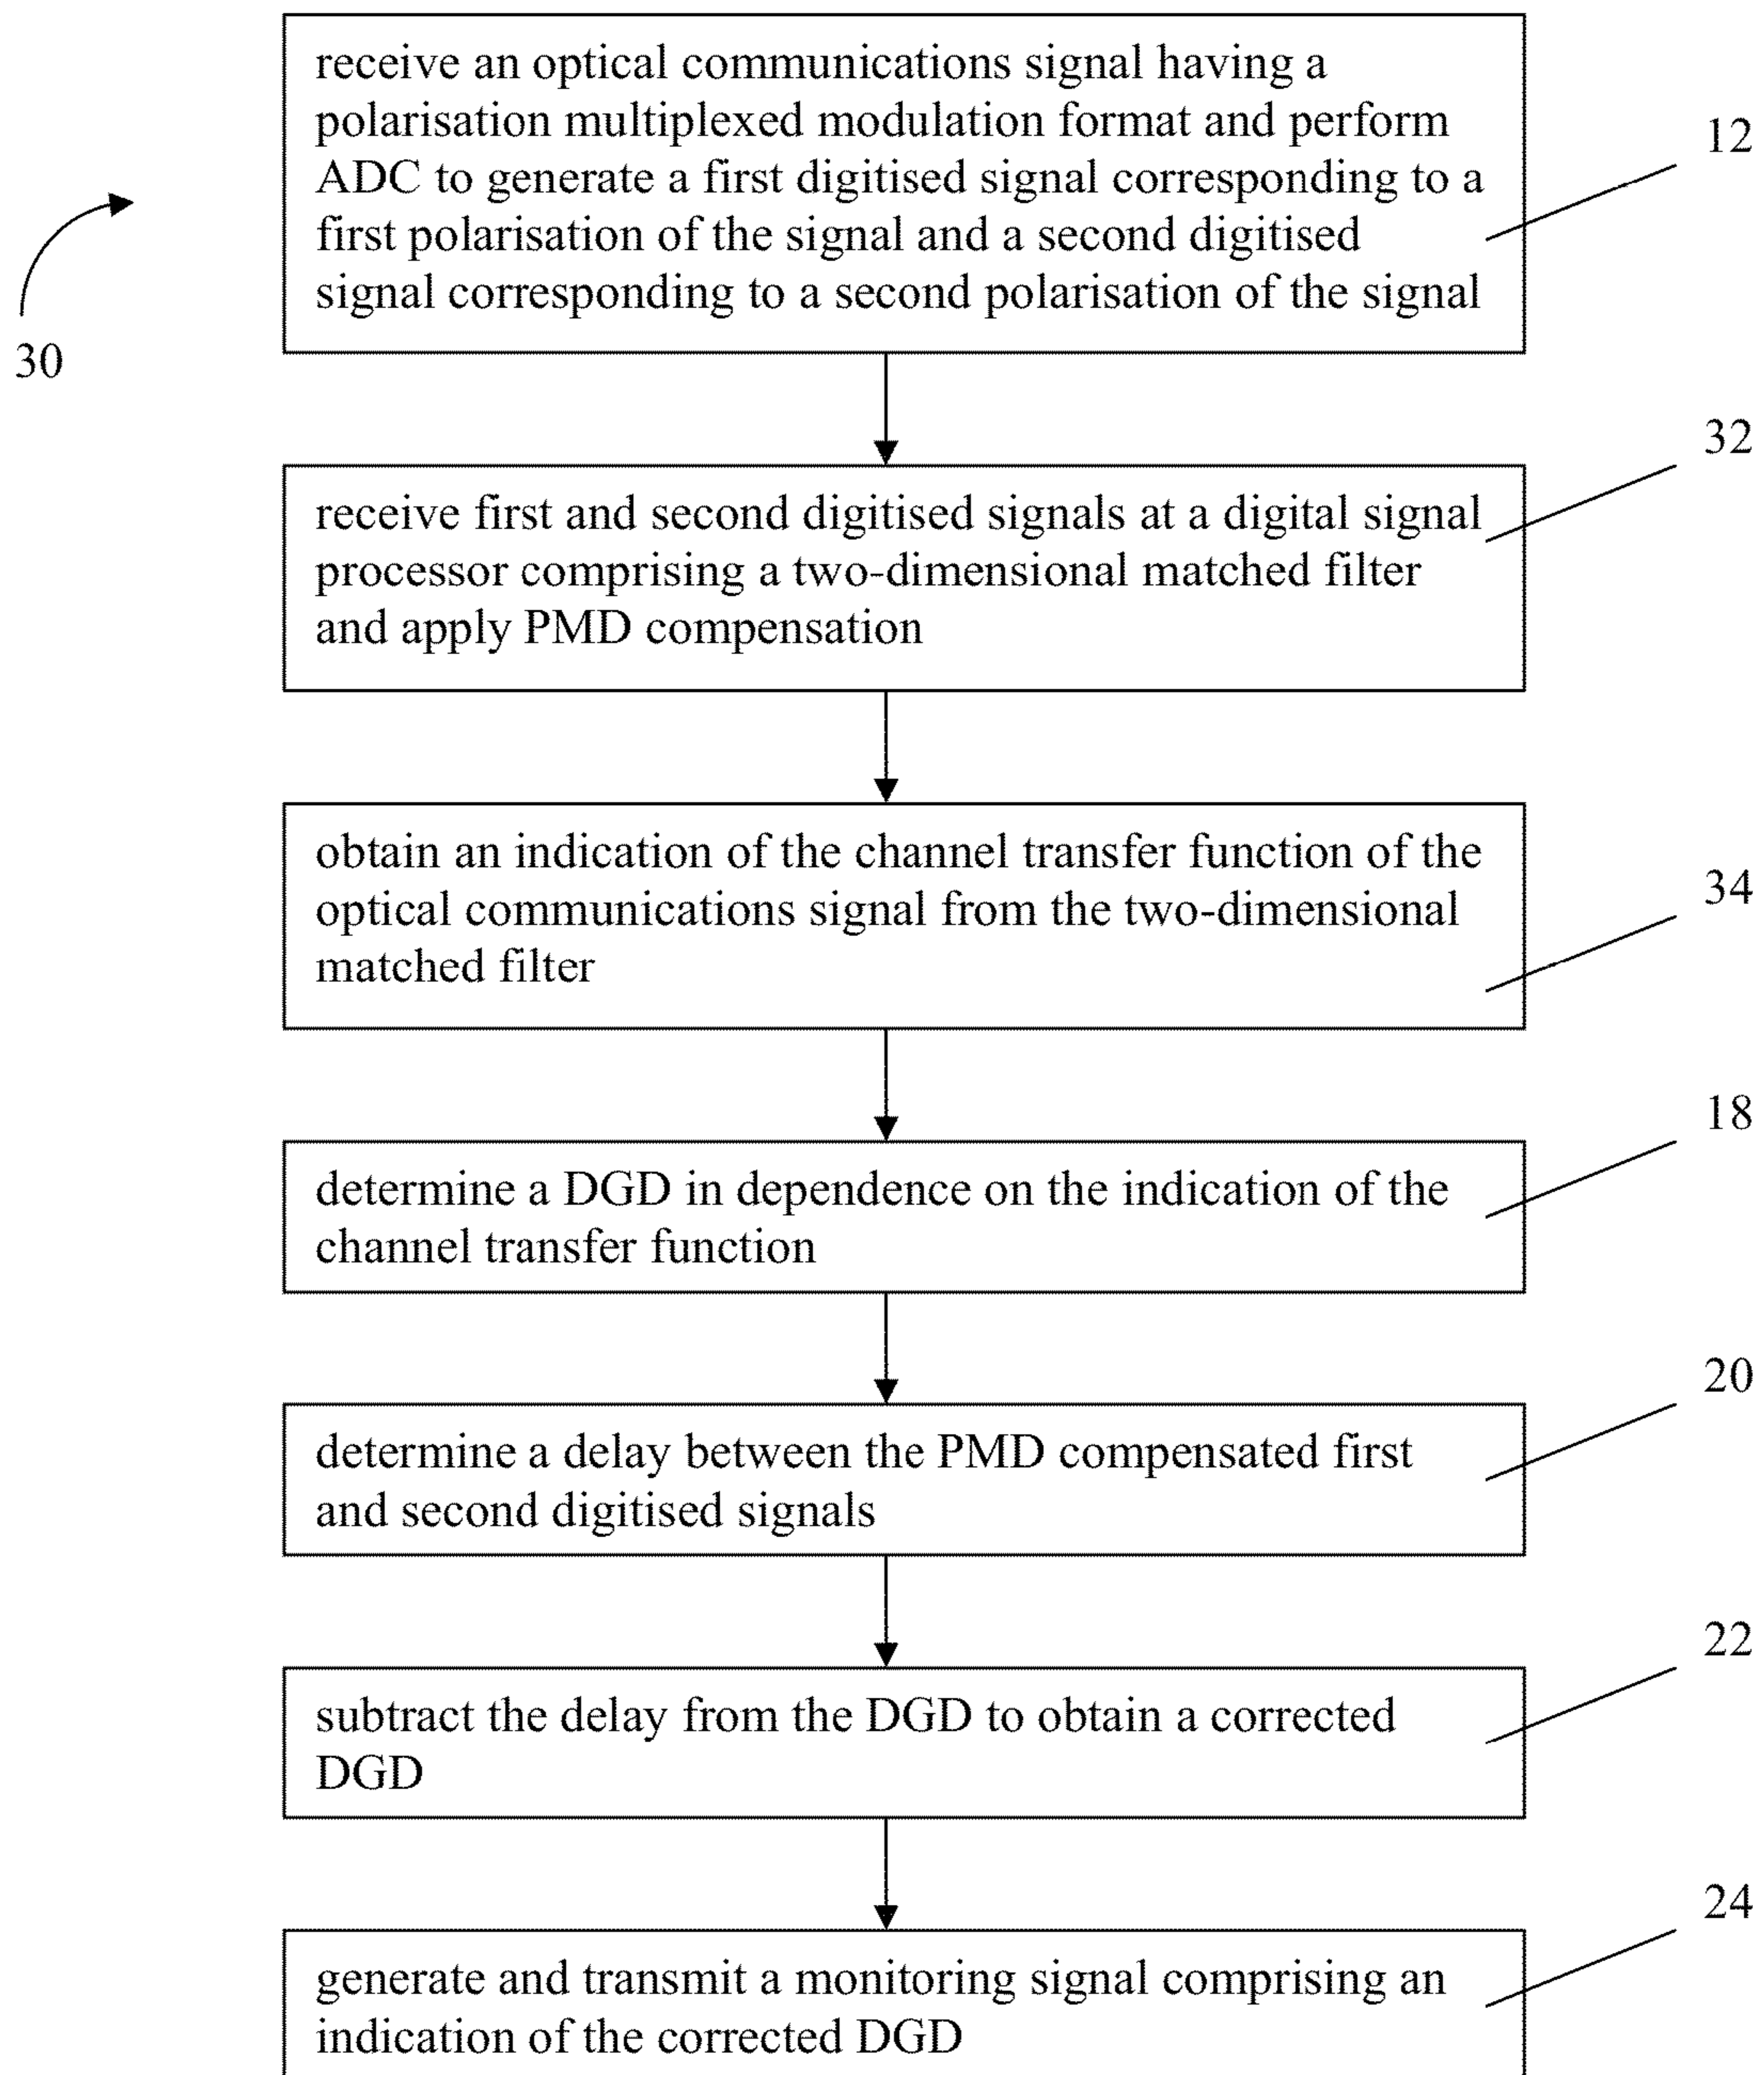 receive an optical communications signal having a
polarisation multiplexed modulation format and perform
ADC to generate a first digitised signal corresponding to a
first polarisation of the signal and a second digitised
signal corresponding to a second polarisation of the signal
12
30
32
receive first and second digitised signals at a digital signal
processor comprising a two-dimensional matched filter
and apply PMD compensation
obtain an indication of the channel transfer function of the
optical communications signal from the two-dimensional
matched filter
34
18
determine a DGD in dependence on the indication of the
channel transfer function
20
determine a delay between the PMD compensated first
and second digitised signals
22
subtract the delay from the DGD to obtain a corrected
DGD
24
generate and transmit a monitoring signal comprising an
indication of the corrected DGD